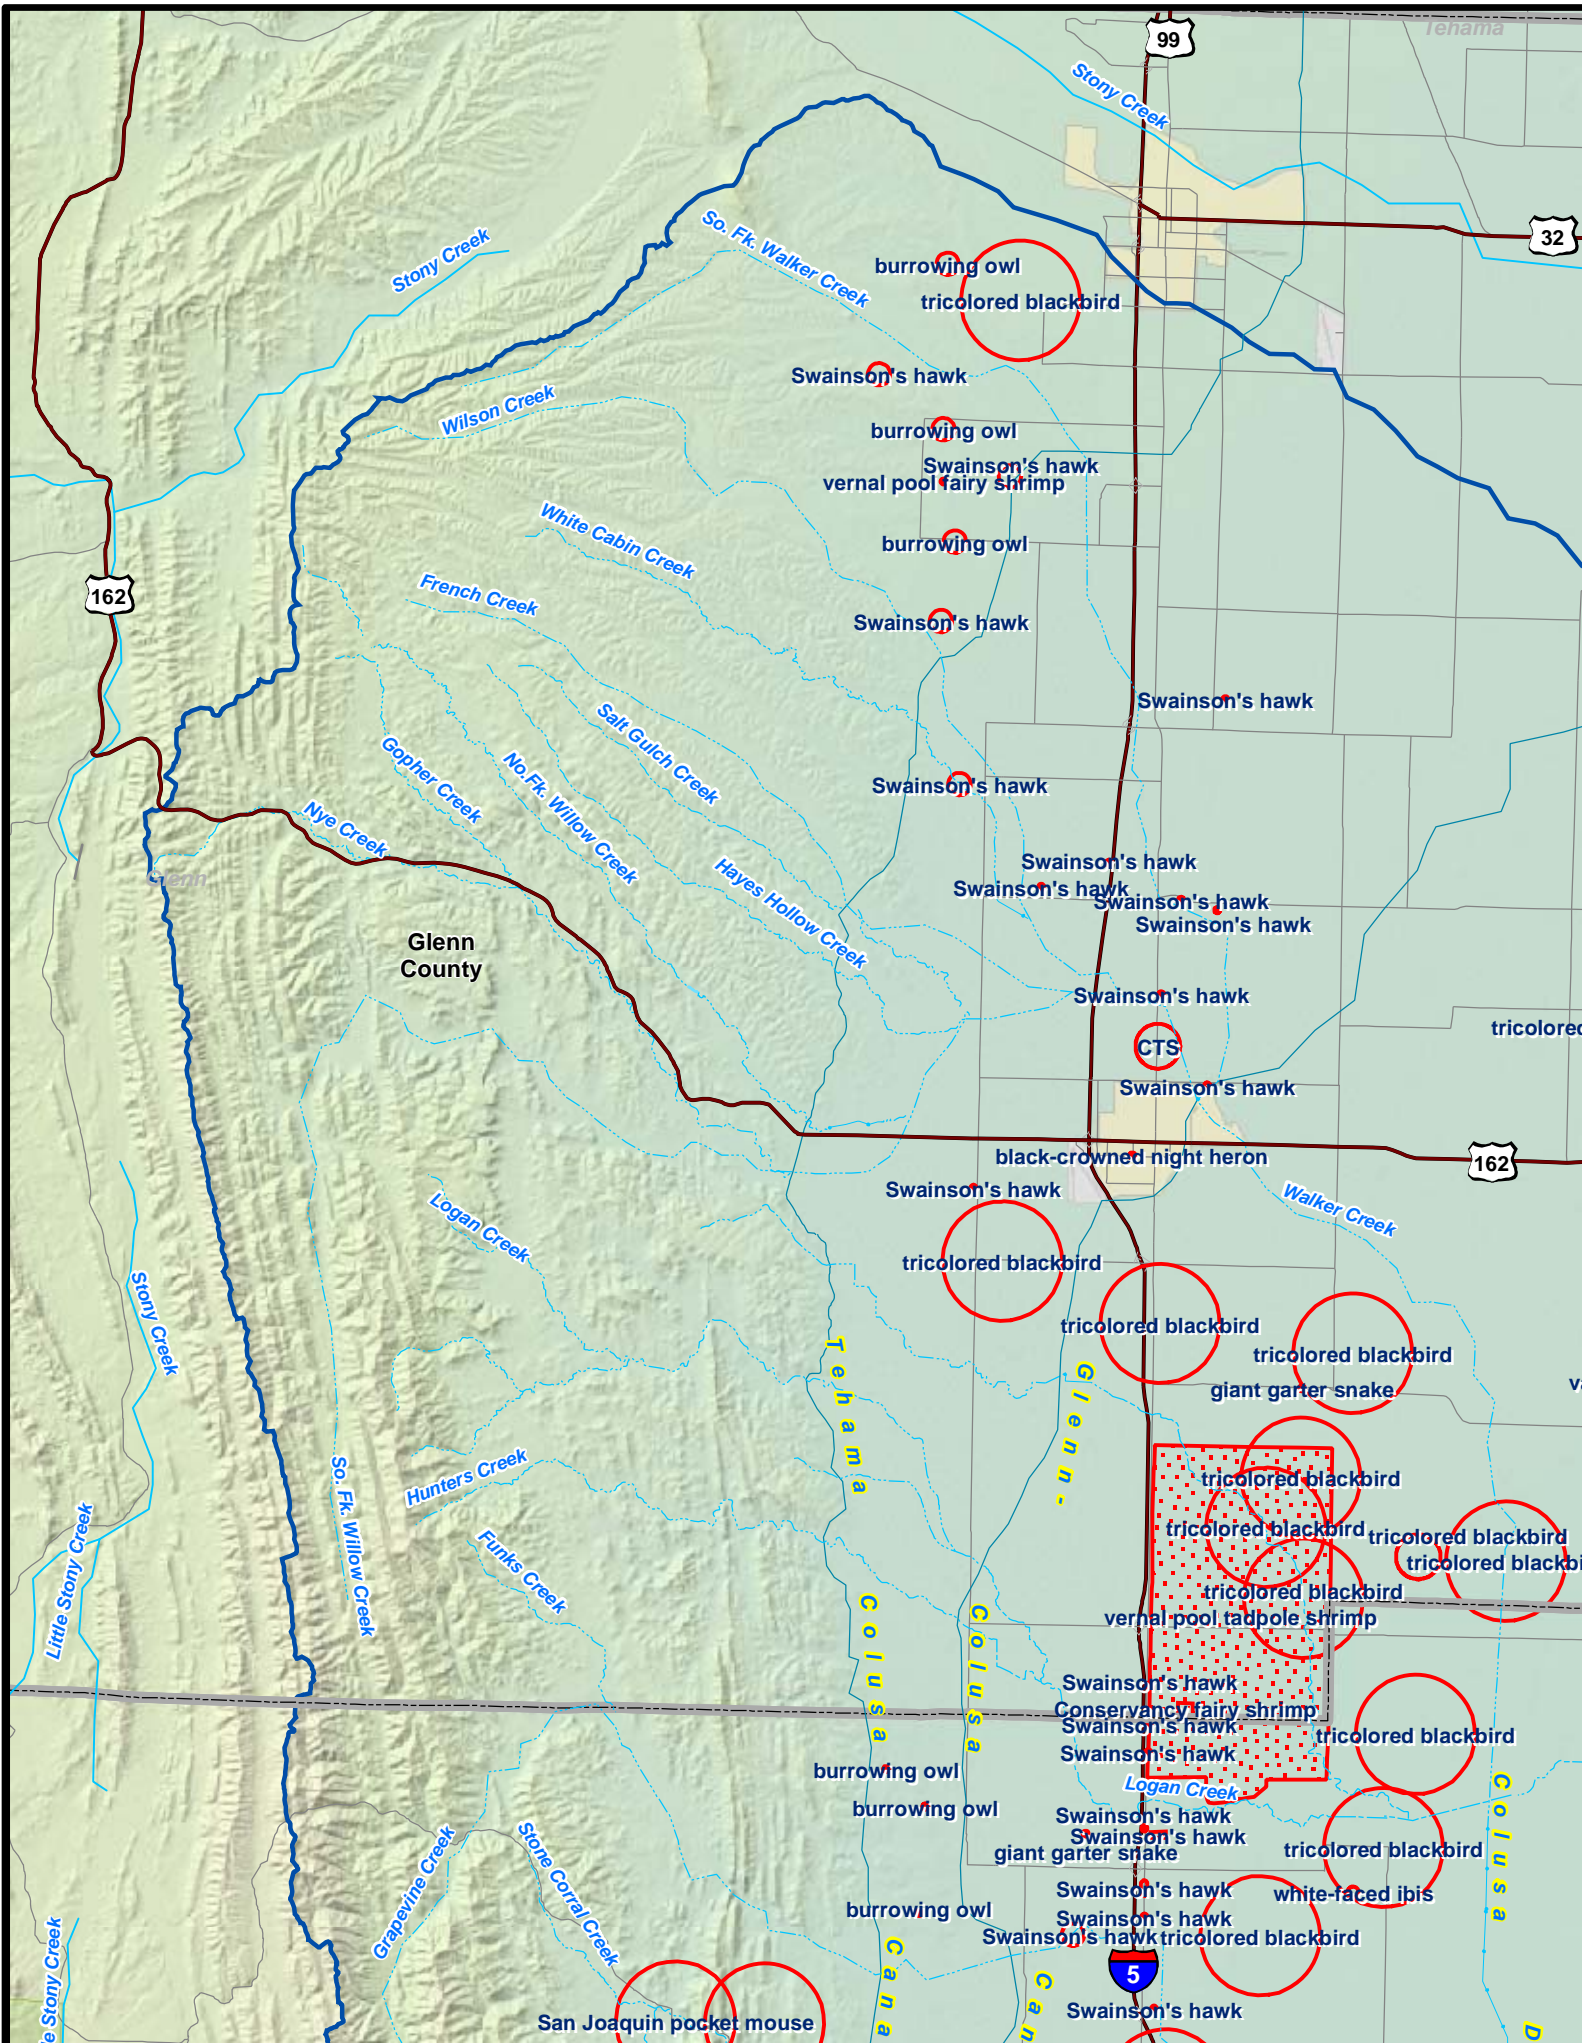 Tehama
99
Stony Creek
32
So. Fk. Walker Creek
Stony Creek
burrowing owl
tricolored blackbird
Swainson's hawk
Wilson Creek
burrowing owl
Swainson's hawk
vernal pool fairy shrimp
White Cabin Creek
burrowing owl
French Creek
162
Swainson's hawk
Swainson's hawk
Salt Gulch Creek
Gopher Creek
No.Fk. Willow Creek
Swainson's hawk
Nye Creek
Swainson's hawk
Hayes Hollow Creek
Glenn
Swainson's hawk
Swainson's hawk
Swainson's hawk
Glenn
County
Swainson's hawk
tricolored
CTS
Swainson's hawk
black-crowned night heron
162
Swainson's hawk
Logan Creek
Walker Creek
tricolored blackbird
Stony Creek
tricolored blackbird
tricolored blackbird
giant garter snake
Tehama
Glenn-
Hunters Creek
tricolored blackbird
So. Fk. Willow Creek
tricolored blackbird
tricolored blackbird
tricolored blackbi
Little Stony Creek
Funks Creek
tricolored blackbird
vernal pool tadpole shrimp
Colusa
Colusa
Swainson's hawk
Conservancy fairy shrimp
Swainson's hawk
tricolored blackbird
Swainson's hawk
burrowing owl
Logan Creek
Colusa
burrowing owl
Swainson's hawk
Swainson's hawk
giant garter snake
tricolored blackbird
Grapevine Creek
Stone Corral Creek
Swainson's hawk
white-faced ibis
burrowing owl
Swainson's hawk
Swainson's hawk
tricolored blackbird
e Stony Creek
Cana
Can
5
Swainson's hawk
San Joaquin pocket mouse
D